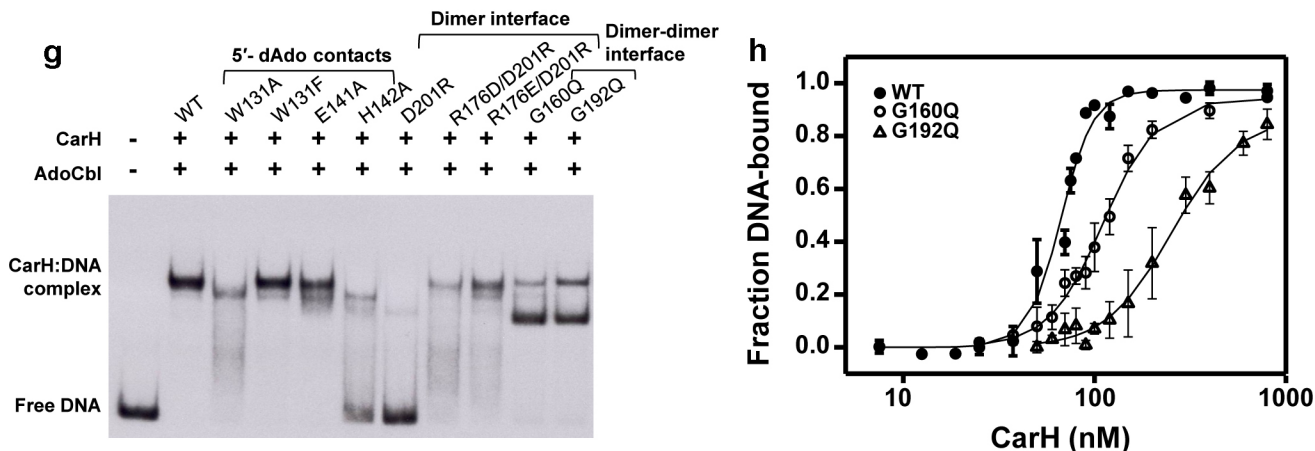 g
5′- dAdo contacts
Dimer interface
Dimer-dimer
interface
WT
W131A
W131F
E141A
H142A
D201R
R176D/D201R
R176E/D201R
G160Q
G192Q
CarH - + + + + + + + + +
AdoCbl - + + + + + + + + +
CarH:DNA
complex
Free DNA
h
WT
G160Q
G192Q
Fraction DNA-bound
1.0
0.8
0.6
0.4
0.2
0.0
10 100 1000
CarH (nM)